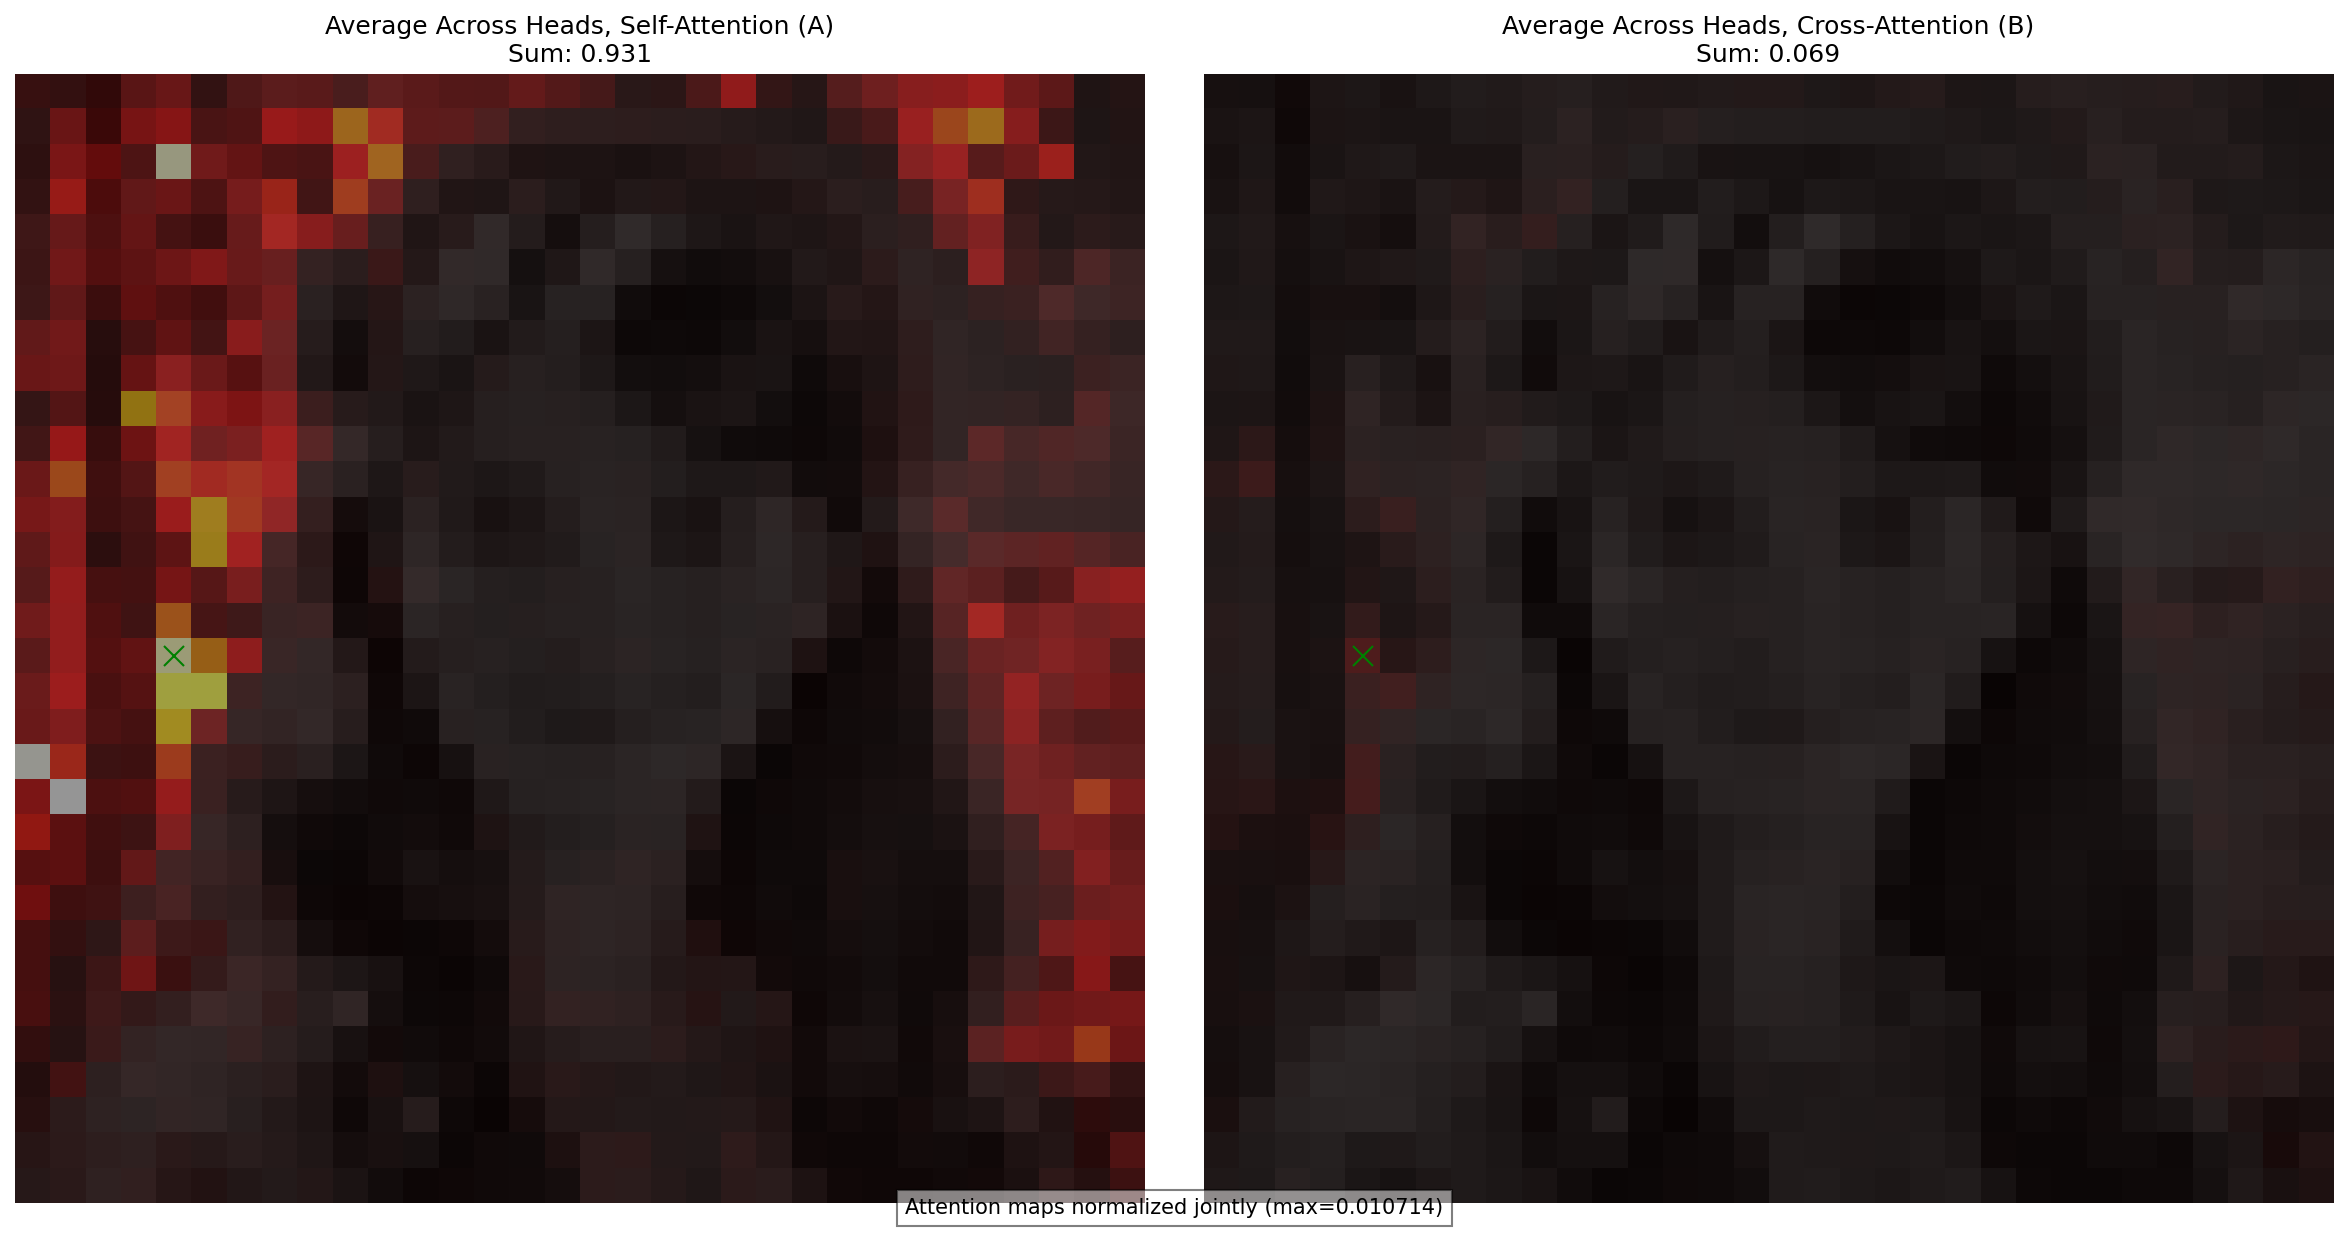 Average Across Heads, Self-Attention (A)
Sum: 0.931
Average Across Heads, Cross-Attention (B)
Sum: 0.069
Attention maps normalized jointly (max=0.010714)